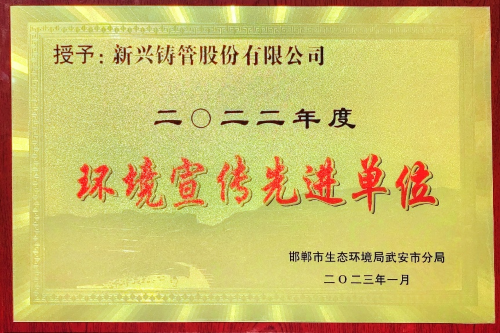 授予：新兴铸管股份有限公司
二〇二二年度
环境宣传先进单位
邯郸市生态环境局武安市分局
二〇二三年一月